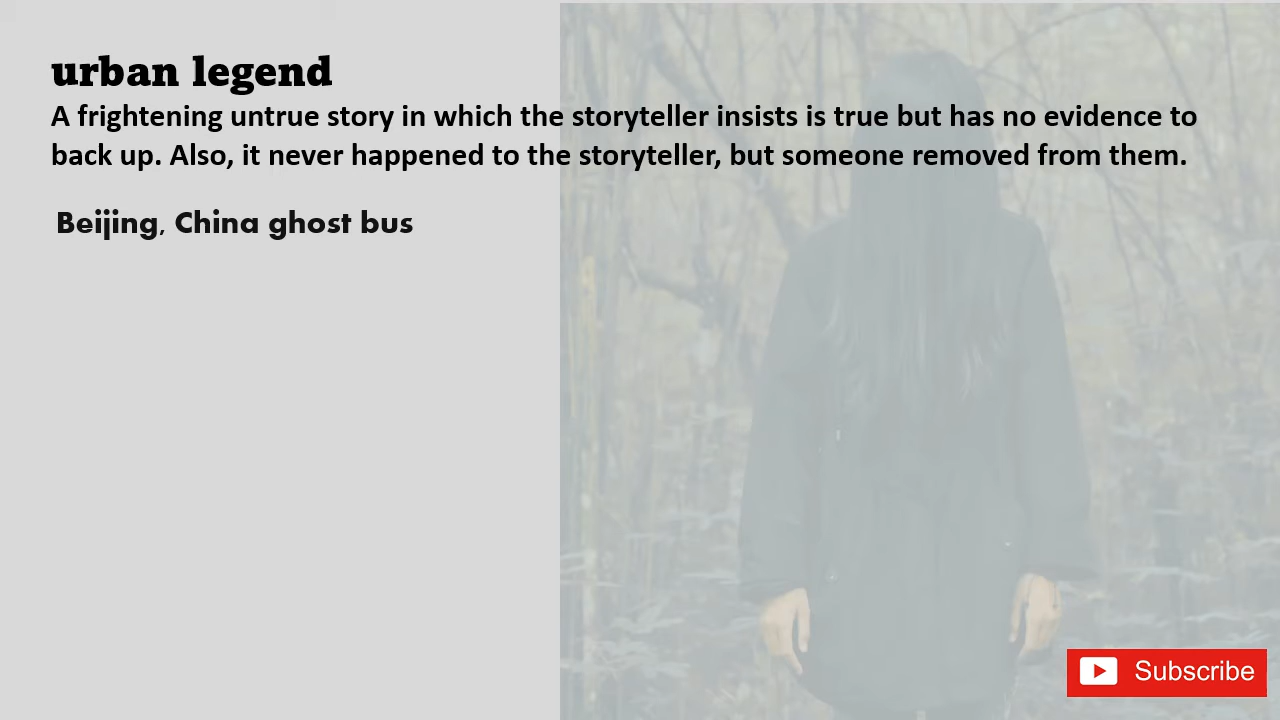 urban legend
A frightening untrue story in which the storyteller insists is true but has no evidence to
back up. Also, it never happened to the storyteller, but someone removed from them.
Beijing, China ghost bus
Subscribe